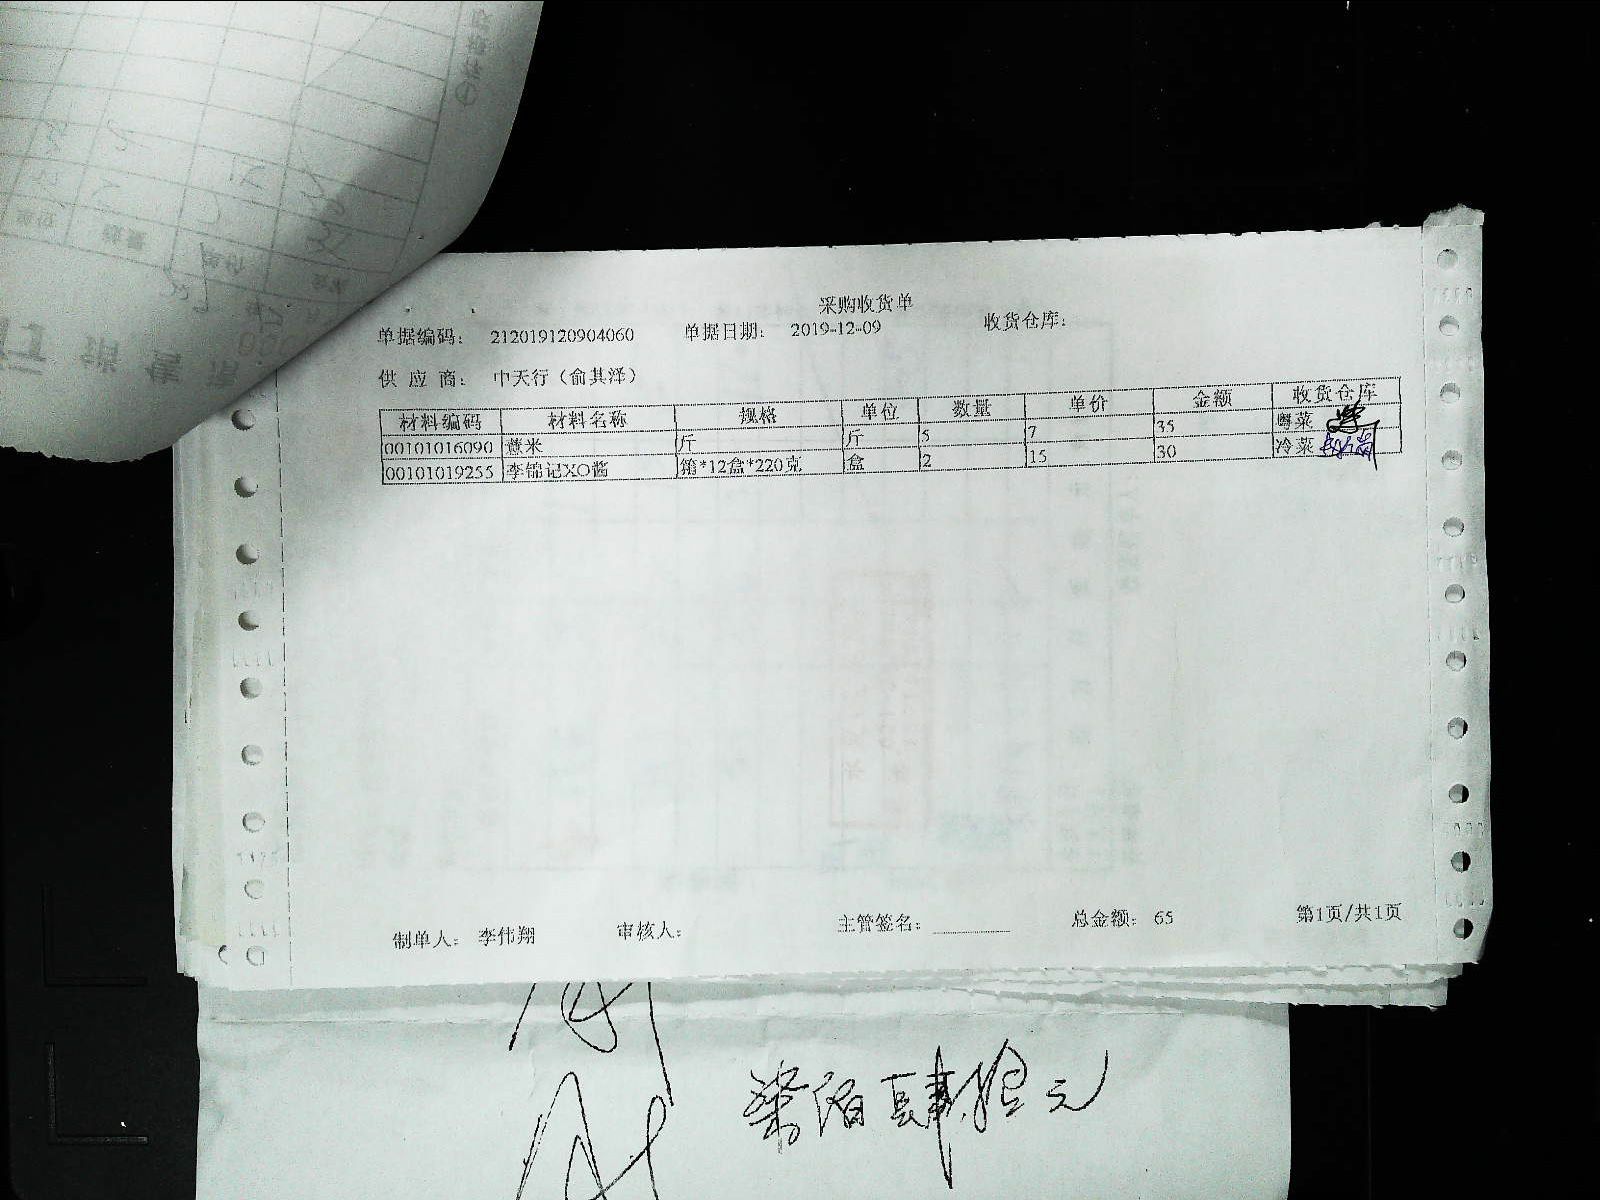 采购收货单
单据编码： 212019120904060 单据日期： 2019-12-09 收货仓库：
供 应 商： 中天行（俞其泽）
材料编码 材料名称 规格 单位 数量 单价 金额 收货仓库
00101016090 薏米 斤 斤 5 7 35 粤菜
00101019255 李锦记XO酱 箱*12盒*220克 盒 2 15 30 冷菜
制单人： 李伟翔 审核人： 主管签名： 总金额： 65 第1页/共1页
柒佰肆拾元